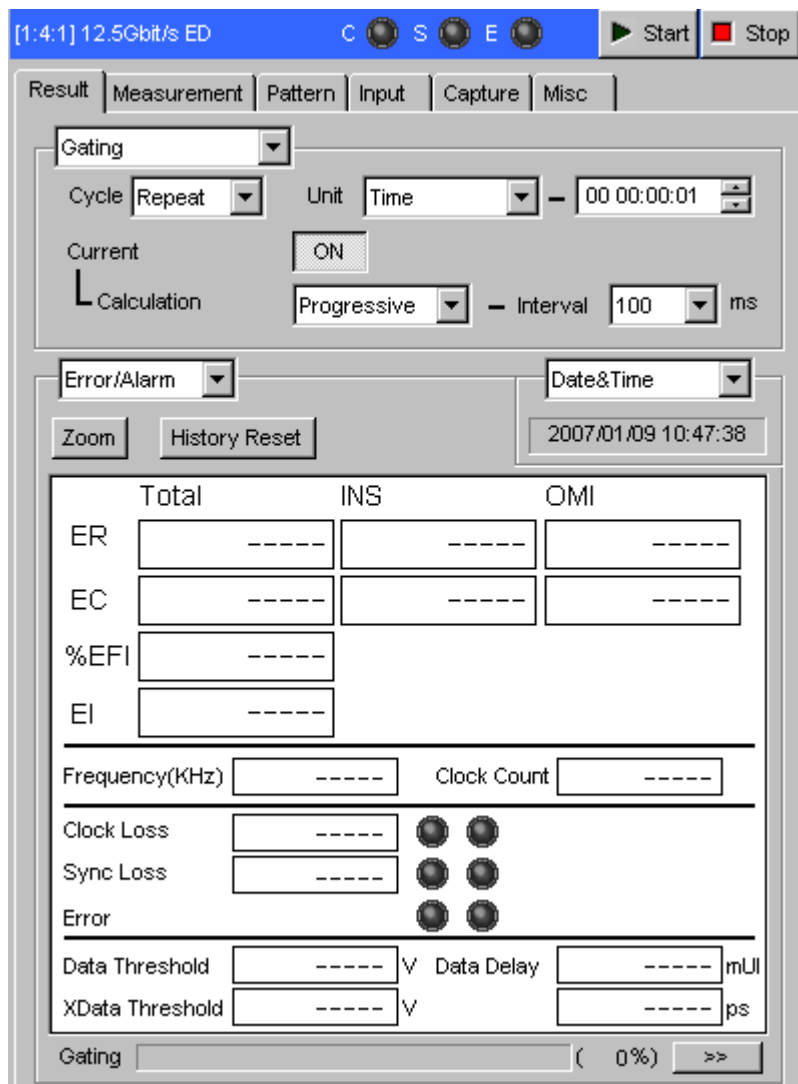 [1:4:1] 12.5Gbit/s ED C S E Start Stop
Result Measurement Pattern Input Capture Misc
Gating
Cycle Repeat Unit Time – 00 00:00:01
Current ON
Calculation Progressive – Interval 100 ms
Error/Alarm Date&Time
Zoom History Reset 2007/01/09 10:47:38
Total INS OMI
ER ----- ----- -----
EC ----- ----- -----
%EFI -----
EI -----
Frequency(KHz) ----- Clock Count -----
Clock Loss -----
Sync Loss -----
Error
Data Threshold ----- V Data Delay ----- mUI
XData Threshold ----- V ----- ps
Gating ( 0%) >>